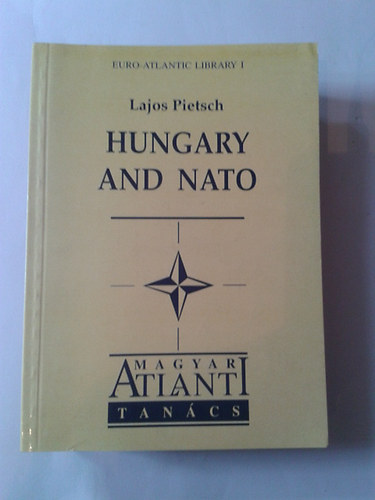 EURO-ATLANTIC LIBRARY I
Lajos Pietsch
HUNGARY
AND NATO
MAGYAR
ATLANTI
TANÁCS